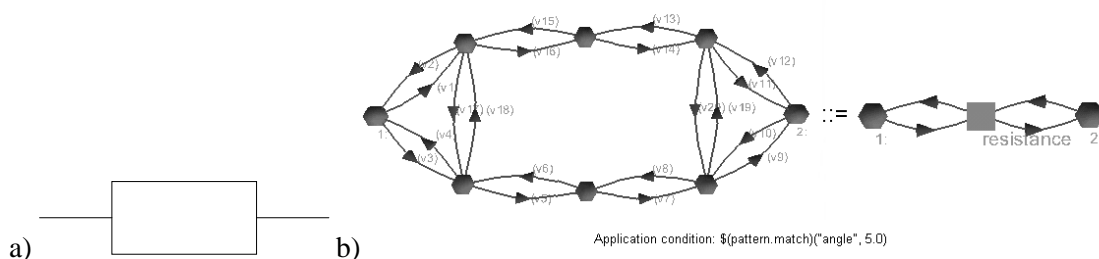 (v15) (v13)
(v16) (v14)
(v2) (v12)
(v1) (v11)
(v17) (v18) (v20) (v19)
1: 2: ::= 1: 2
resistance
(v4) (v10)
(v3) (v9)
(v6) (v8)
(v5) (v7)
a) b)
Application condition: $(pattern.match)("angle", 5.0)